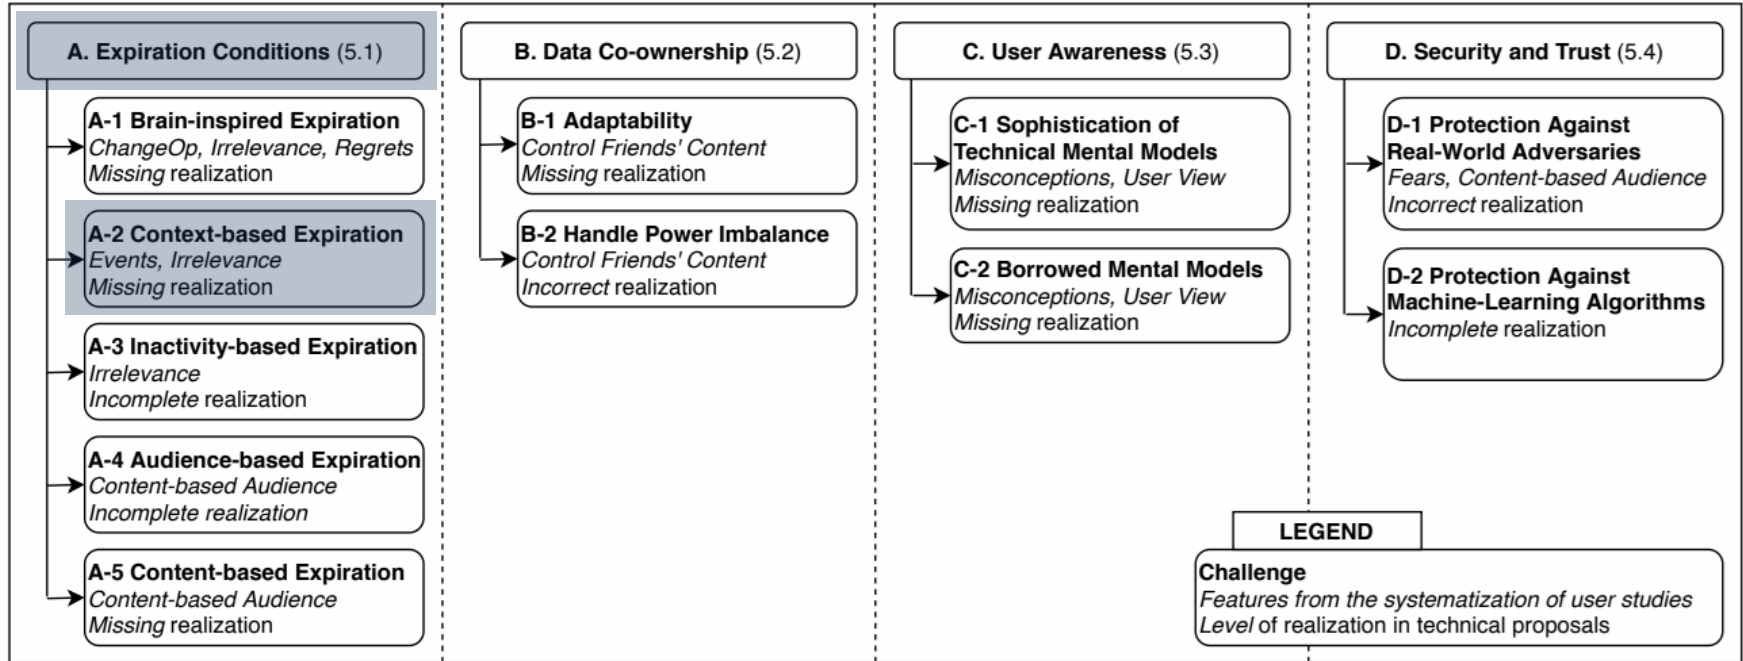 A. Expiration Conditions (5.1)
A-1 Brain-inspired Expiration
ChangeOp, Irrelevance, Regrets
Missing realization
A-2 Context-based Expiration
Events, Irrelevance
Missing realization
A-3 Inactivity-based Expiration
Irrelevance
Incomplete realization
A-4 Audience-based Expiration
Content-based Audience
Incomplete realization
A-5 Content-based Expiration
Content-based Audience
Missing realization
B. Data Co-ownership (5.2)
B-1 Adaptability
Control Friends' Content
Missing realization
B-2 Handle Power Imbalance
Control Friends' Content
Incorrect realization
C. User Awareness (5.3)
C-1 Sophistication of
Technical Mental Models
Misconceptions, User View
Missing realization
C-2 Borrowed Mental Models
Misconceptions, User View
Missing realization
D. Security and Trust (5.4)
D-1 Protection Against
Real-World Adversaries
Fears, Content-based Audience
Incorrect realization
D-2 Protection Against
Machine-Learning Algorithms
Incomplete realization
LEGEND
Challenge
Features from the systematization of user studies
Level of realization in technical proposals